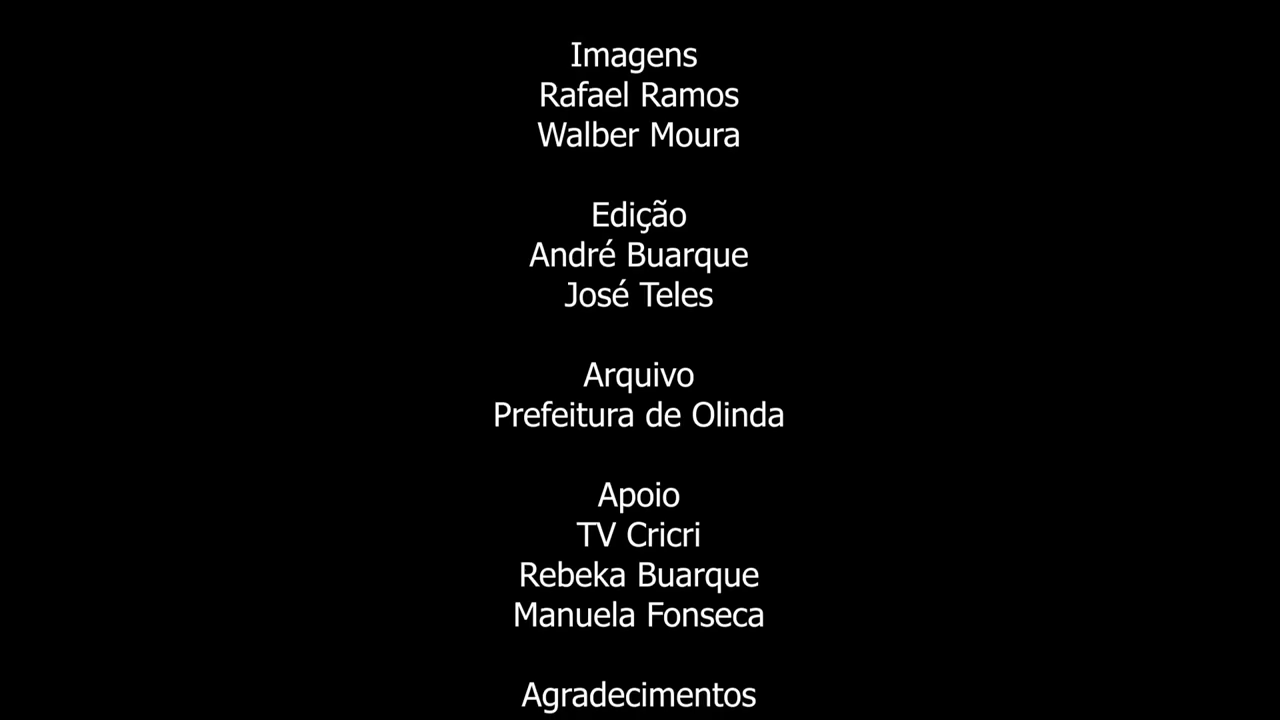 Imagens
Rafael Ramos
Walber Moura
Edição
André Buarque
José Teles
Arquivo
Prefeitura de Olinda
Apoio
TV Cricri
Rebeka Buarque
Manuela Fonseca
Agradecimentos